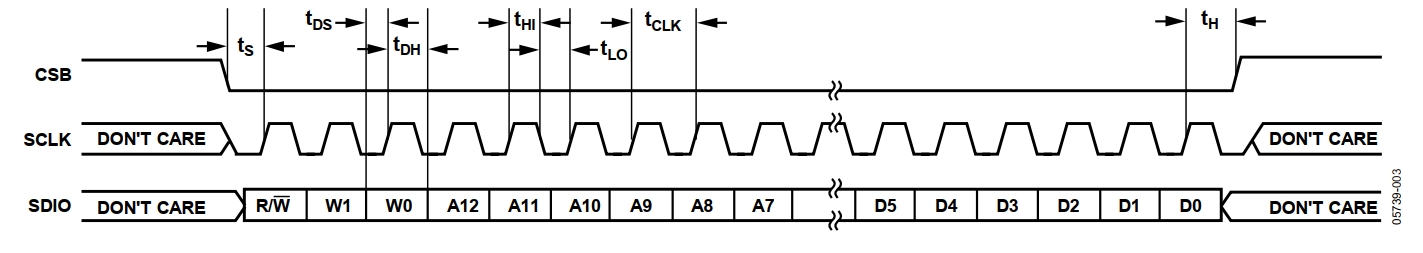 tDS tHI tCLK tH
tS tDH tLO
CSB
SCLK DON'T CARE DON'T CARE
SDIO DON'T CARE R/W̅ W1 W0 A12 A11 A10 A9 A8 A7 D5 D4 D3 D2 D1 D0 DON'T CARE
05739-003